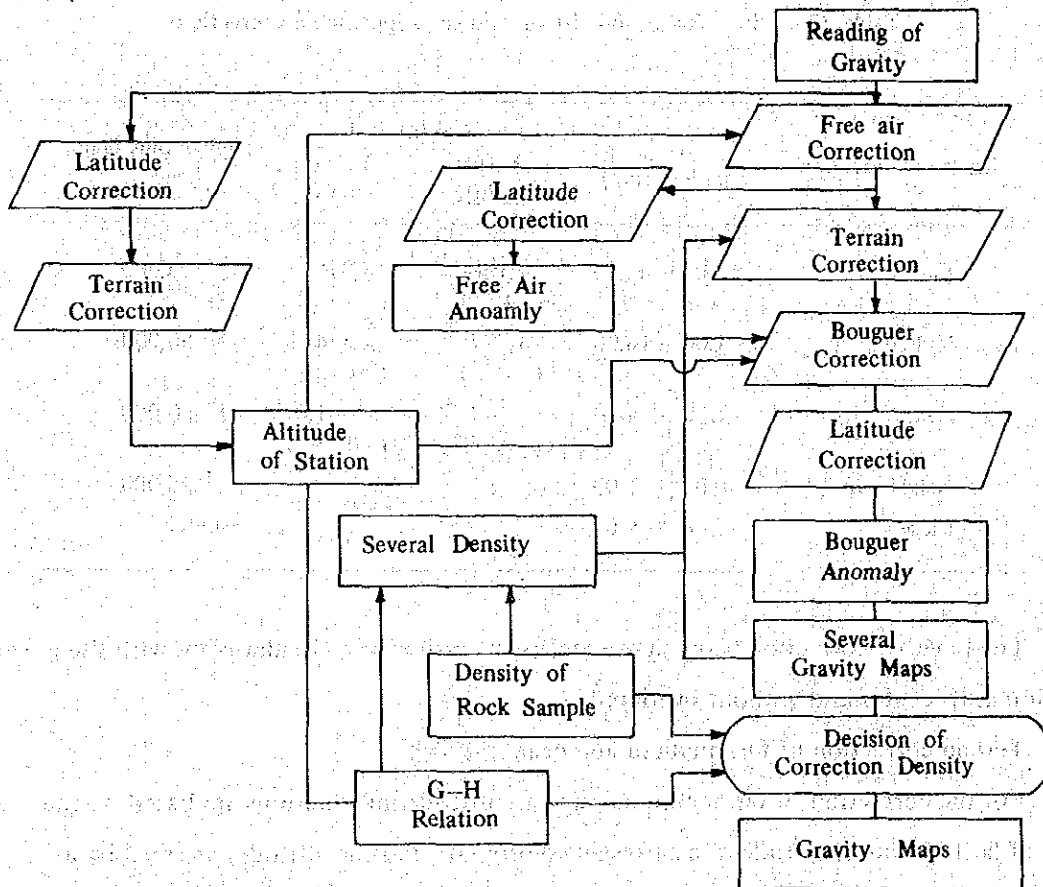 Reading of
Gravity
Free air
Correction
Latitude
Correction
Latitude
Correction
Terrain
Correction
Terrain
Correction
Free Air
Anoamly
Bouguer
Correction
Altitude
of Station
Latitude
Correction
Several Density
Bouguer
Anomaly
Several
Gravity Maps
Density of
Rock Sample
Decision of
Correction Density
G-H
Relation
Gravity Maps